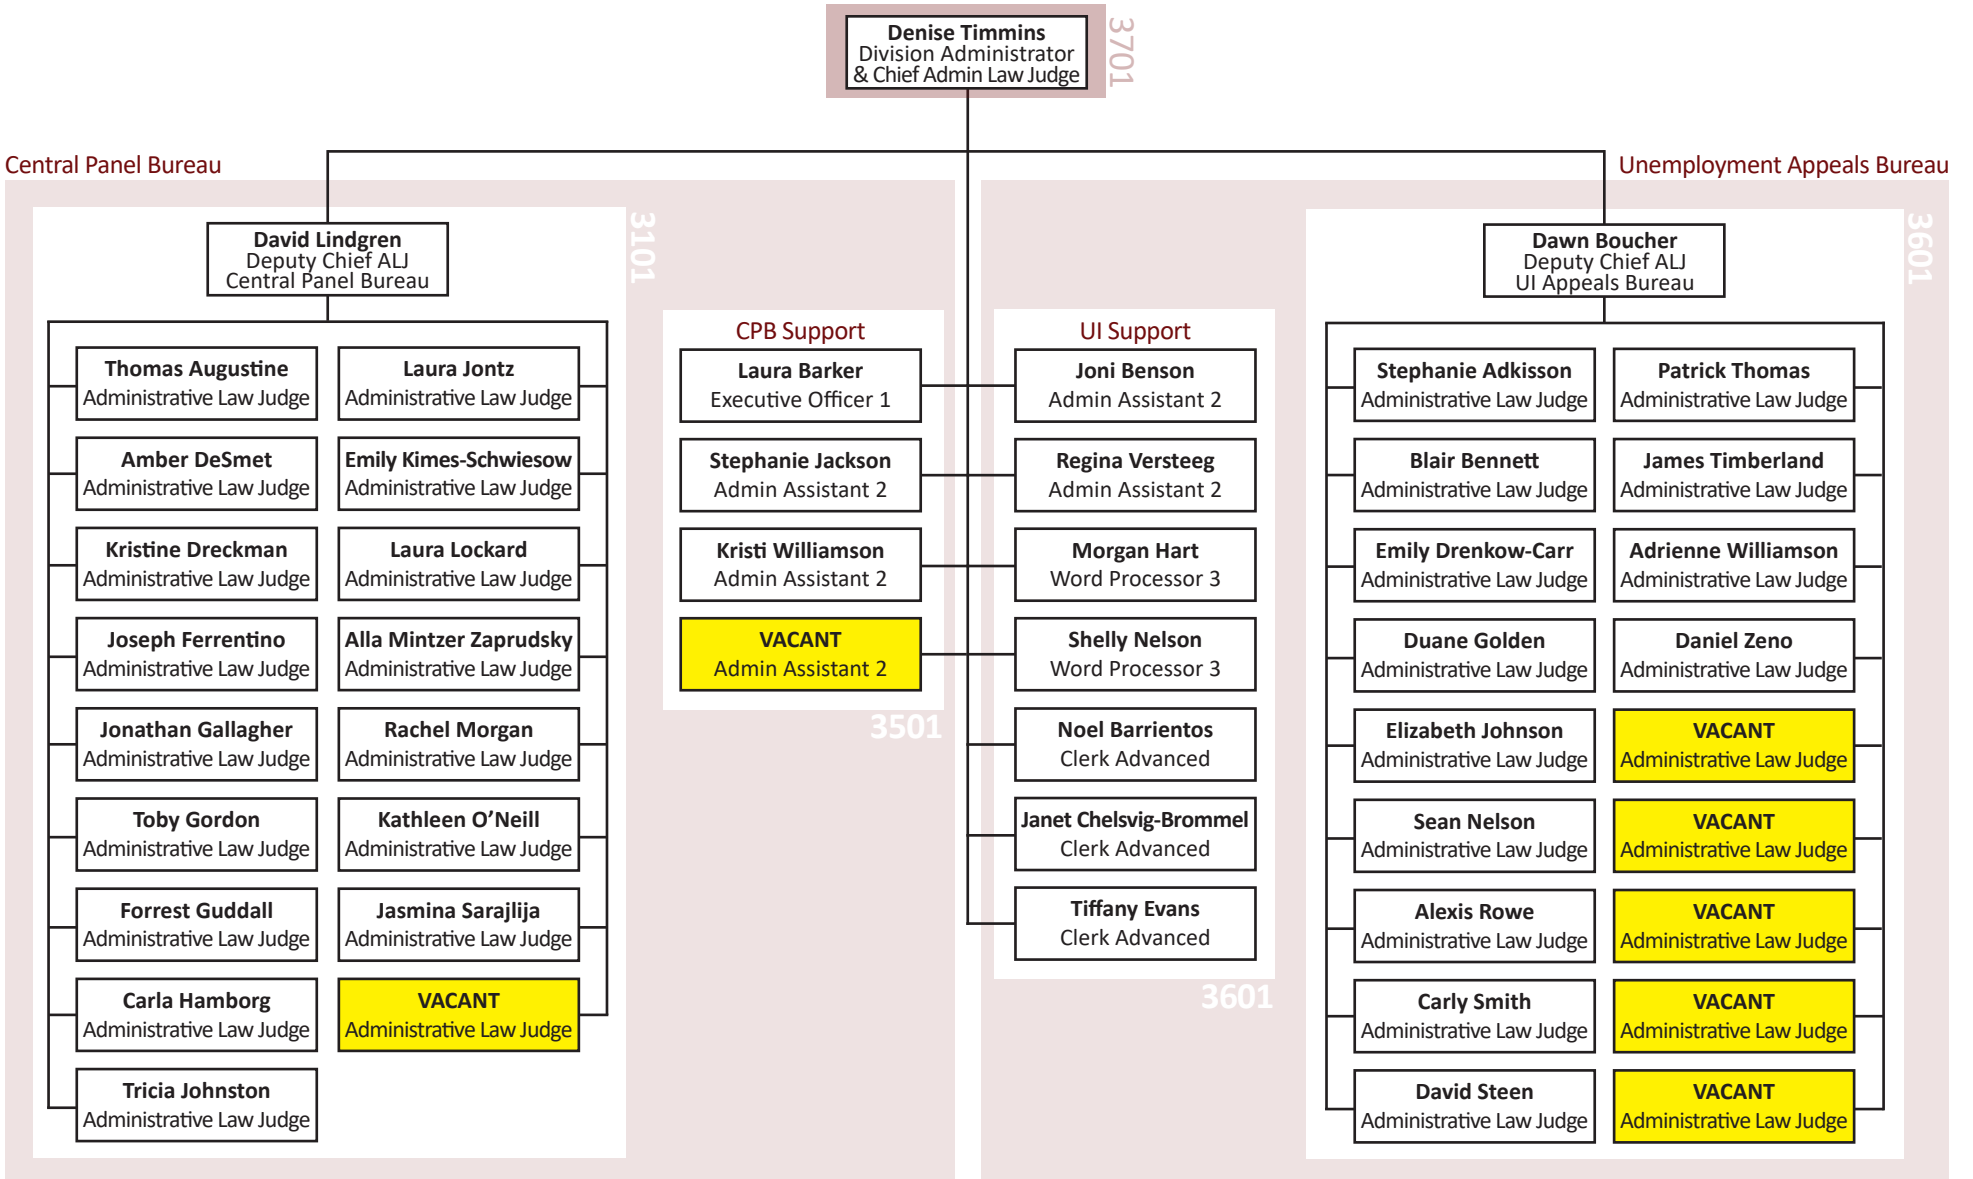 Denise Timmins
Division Administrator
& Chief Admin Law Judge
3701
Central Panel Bureau
Unemployment Appeals Bureau
David Lindgren
Deputy Chief ALJ
Central Panel Bureau
3101
Thomas Augustine
Administrative Law Judge
Laura Jontz
Administrative Law Judge
Amber DeSmet
Administrative Law Judge
Emily Kimes-Schwiesow
Administrative Law Judge
Kristine Dreckman
Administrative Law Judge
Laura Lockard
Administrative Law Judge
Joseph Ferrentino
Administrative Law Judge
Alla Mintzer Zaprudsky
Administrative Law Judge
Jonathan Gallagher
Administrative Law Judge
Rachel Morgan
Administrative Law Judge
Toby Gordon
Administrative Law Judge
Kathleen O’Neill
Administrative Law Judge
Forrest Guddall
Administrative Law Judge
Jasmina Sarajlija
Administrative Law Judge
Carla Hamborg
Administrative Law Judge
VACANT
Administrative Law Judge
Tricia Johnston
Administrative Law Judge
CPB Support
Laura Barker
Executive Officer 1
Stephanie Jackson
Admin Assistant 2
Kristi Williamson
Admin Assistant 2
VACANT
Admin Assistant 2
3501
UI Support
Joni Benson
Admin Assistant 2
Regina Versteeg
Admin Assistant 2
Morgan Hart
Word Processor 3
Shelly Nelson
Word Processor 3
Noel Barrientos
Clerk Advanced
Janet Chelsvig-Brommel
Clerk Advanced
Tiffany Evans
Clerk Advanced
3601
Dawn Boucher
Deputy Chief ALJ
UI Appeals Bureau
3601
Stephanie Adkisson
Administrative Law Judge
Patrick Thomas
Administrative Law Judge
Blair Bennett
Administrative Law Judge
James Timberland
Administrative Law Judge
Emily Drenkow-Carr
Administrative Law Judge
Adrienne Williamson
Administrative Law Judge
Duane Golden
Administrative Law Judge
Daniel Zeno
Administrative Law Judge
Elizabeth Johnson
Administrative Law Judge
VACANT
Administrative Law Judge
Sean Nelson
Administrative Law Judge
VACANT
Administrative Law Judge
Alexis Rowe
Administrative Law Judge
VACANT
Administrative Law Judge
Carly Smith
Administrative Law Judge
VACANT
Administrative Law Judge
David Steen
Administrative Law Judge
VACANT
Administrative Law Judge